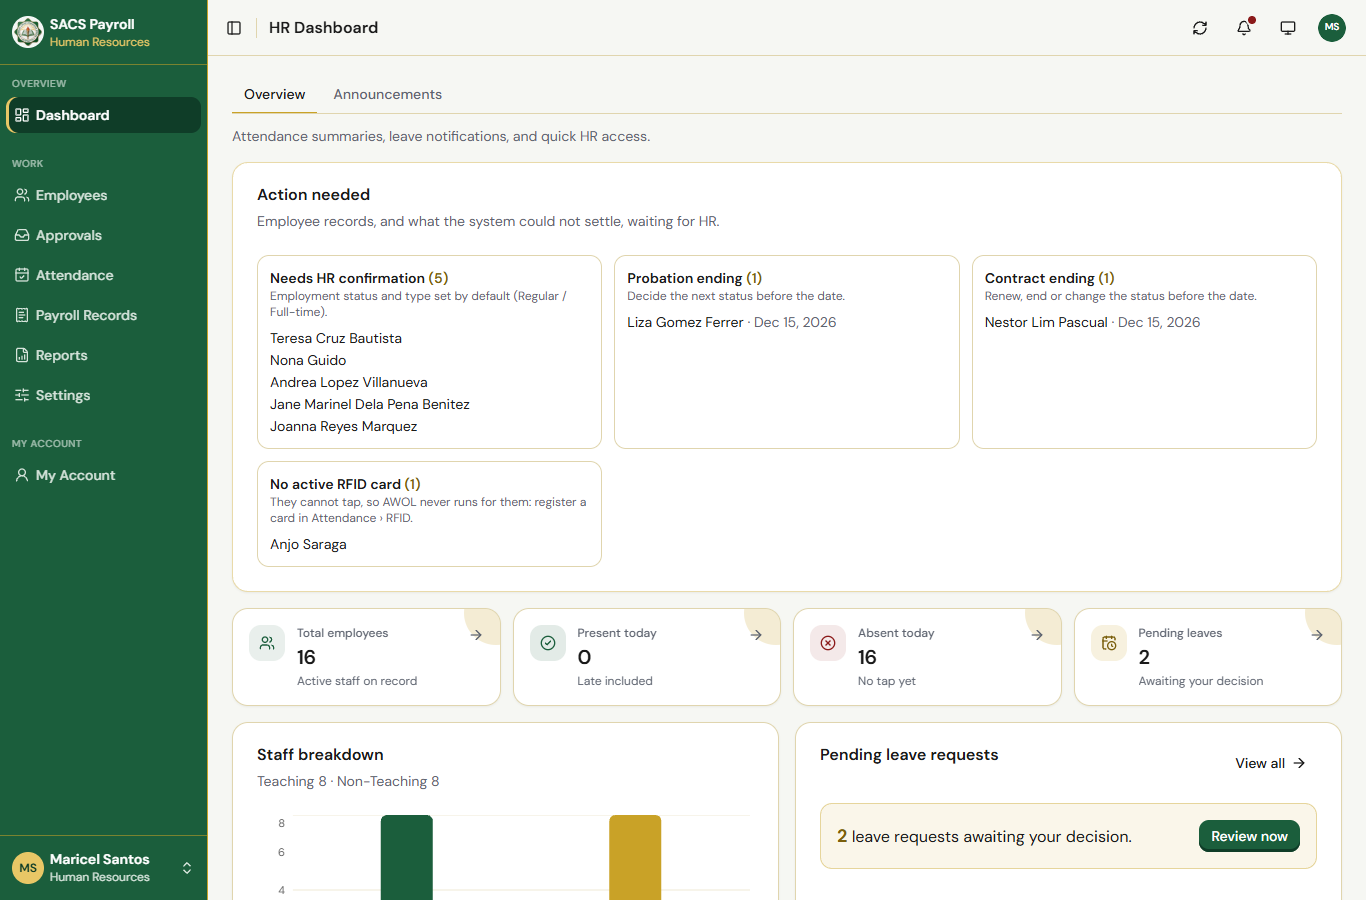 SACS Payroll
Human Resources
OVERVIEW
Dashboard
WORK
Employees
Approvals
Attendance
Payroll Records
Reports
Settings
MY ACCOUNT
My Account
MS
Maricel Santos
Human Resources
HR Dashboard
MS
Overview
Announcements
Attendance summaries, leave notifications, and quick HR access.
Action needed
Employee records, and what the system could not settle, waiting for HR.
Needs HR confirmation (5)
Employment status and type set by default (Regular /
Full-time).
Teresa Cruz Bautista
Nona Guido
Andrea Lopez Villanueva
Jane Marinel Dela Pena Benitez
Joanna Reyes Marquez
Probation ending (1)
Decide the next status before the date.
Liza Gomez Ferrer · Dec 15, 2026
Contract ending (1)
Renew, end or change the status before the date.
Nestor Lim Pascual · Dec 15, 2026
No active RFID card (1)
They cannot tap, so AWOL never runs for them: register a
card in Attendance › RFID.
Anjo Saraga
Total employees
16
Active staff on record
Present today
0
Late included
Absent today
16
No tap yet
Pending leaves
2
Awaiting your decision
Staff breakdown
Teaching 8 · Non-Teaching 8
8
6
4
Pending leave requests
View all
2 leave requests awaiting your decision.
Review now